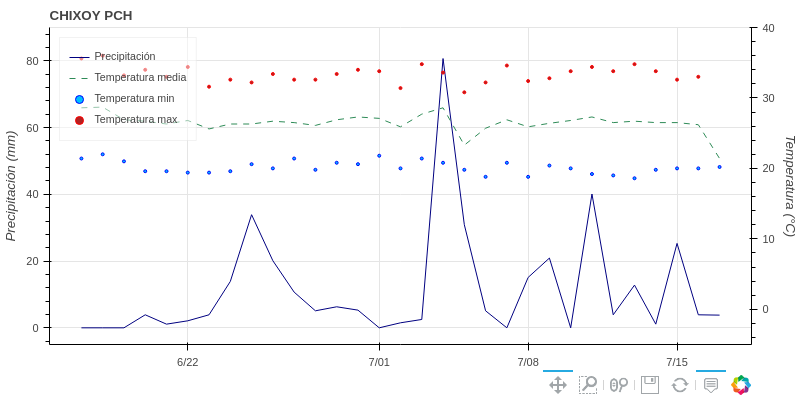 CHIXOY PCH
Precipitación
Temperatura media
Temperatura min
Temperatura max
Precipitación (mm)
80
60
40
20
0
Temperatura (°C)
40
30
20
10
0
6/22
7/01
7/08
7/15